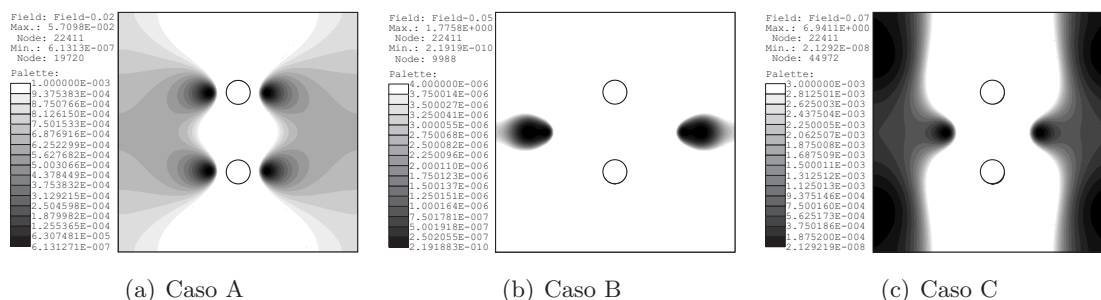 Field: Field-0.02
Max.: 5.7098E-002
Node: 22411
Min.: 6.1313E-007
Node: 19720
Palette:
1.000000E-003
9.375383E-004
8.750766E-004
8.126150E-004
7.501533E-004
6.876916E-004
6.252299E-004
5.627682E-004
5.003066E-004
4.378449E-004
3.753832E-004
3.129215E-004
2.504598E-004
1.879982E-004
1.255365E-004
6.307481E-005
6.131271E-007
(a) Caso A
Field: Field-0.05
Max.: 1.7758E+000
Node: 22411
Min.: 2.1919E-010
Node: 9988
Palette:
4.000000E-006
3.750014E-006
3.500027E-006
3.250041E-006
3.000055E-006
2.750068E-006
2.500082E-006
2.250096E-006
2.000110E-006
1.750123E-006
1.500137E-006
1.250151E-006
1.000164E-006
7.501781E-007
5.001918E-007
2.502055E-007
2.191883E-010
(b) Caso B
Field: Field-0.07
Max.: 6.9411E+000
Node: 22411
Min.: 2.1292E-008
Node: 44972
Palette:
3.000000E-003
2.812501E-003
2.625003E-003
2.437504E-003
2.250005E-003
2.062507E-003
1.875008E-003
1.687509E-003
1.500011E-003
1.312512E-003
1.125013E-003
9.375146E-004
7.500160E-004
5.625173E-004
3.750186E-004
1.875200E-004
2.129219E-008
(c) Caso C